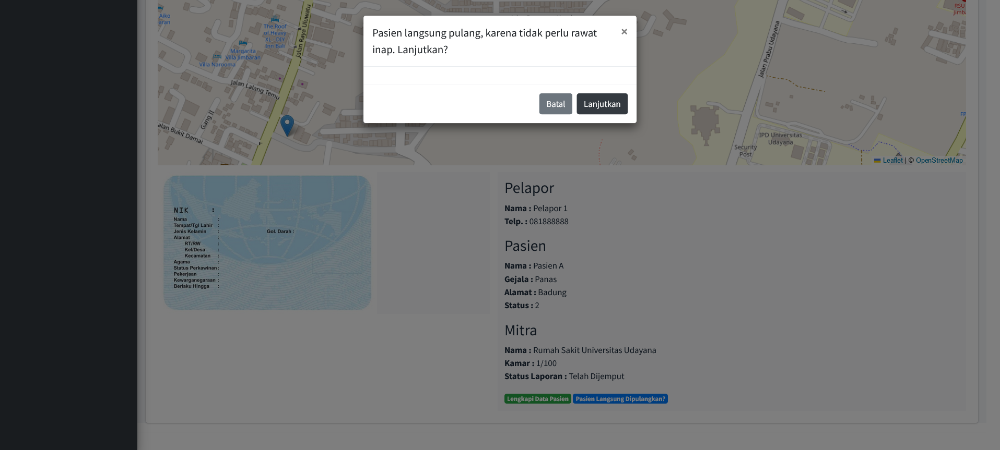 Aiko
aran
The Roof
of Heavy
XL - DIY
Inn Bali
Margarita
Villa Jimbaran
Villa Narooma
Jalan Raya Uluwatu
Jalan Lalang Temu
Gang II
Jalan Bukit Damai
Pasien langsung pulang, karena tidak perlu rawat
inap. Lanjutkan?
×
Batal
Lanjutkan
Jalan Prabu Udayana
RSU
Jimba
FP
IPD Universitas
Udayana
Security
Post
Leaflet | © OpenStreetMap
NIK :
Nama :
Tempat/Tgl Lahir :
Jenis Kelamin : Gol. Darah :
Alamat :
RT/RW :
Kel/Desa :
Kecamatan :
Agama :
Status Perkawinan :
Pekerjaan :
Kewarganegaraan :
Berlaku Hingga :
Pelapor
Nama : Pelapor 1
Telp. : 081888888
Pasien
Nama : Pasien A
Gejala : Panas
Alamat : Badung
Status : 2
Mitra
Nama : Rumah Sakit Universitas Udayana
Kamar : 1/100
Status Laporan : Telah Dijemput
Lengkapi Data Pasien
Pasien Langsung Dipulangkan?